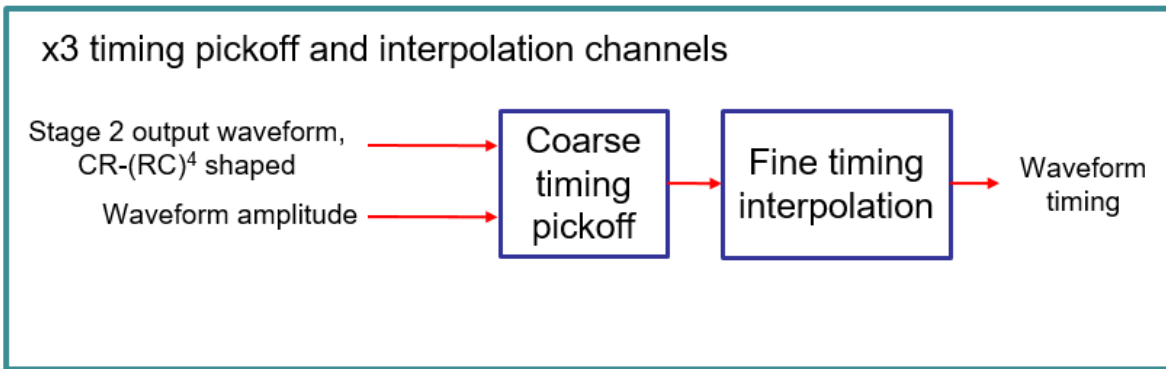 x3 timing pickoff and interpolation channels
Stage 2 output waveform,
CR-(RC)⁴ shaped
Waveform amplitude
Coarse
timing
pickoff
Fine timing
interpolation
Waveform
timing